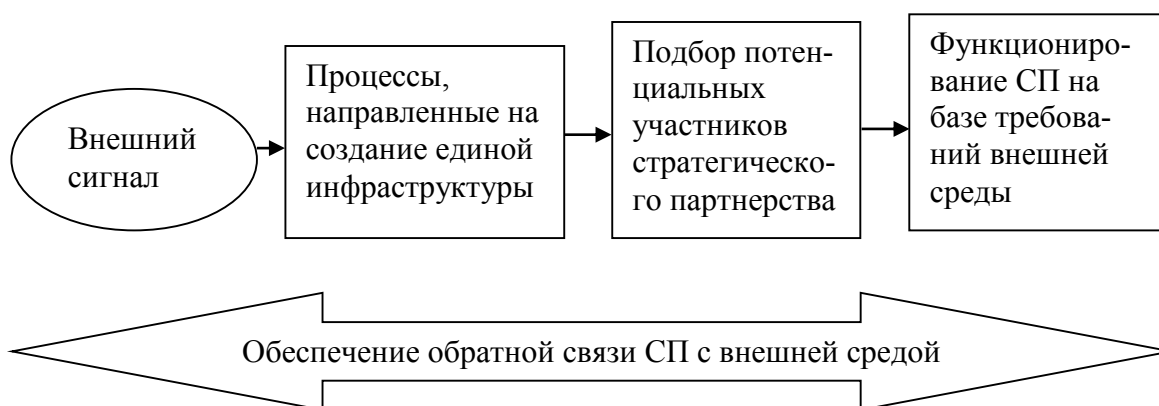 Внешний
сигнал
Процессы,
направленные на
создание единой
инфраструктуры
Подбор потен-
циальных
участников
стратегическо-
го партнерства
Функциониро-
вание СП на
базе требова-
ний внешней
среды
Обеспечение обратной связи СП с внешней средой